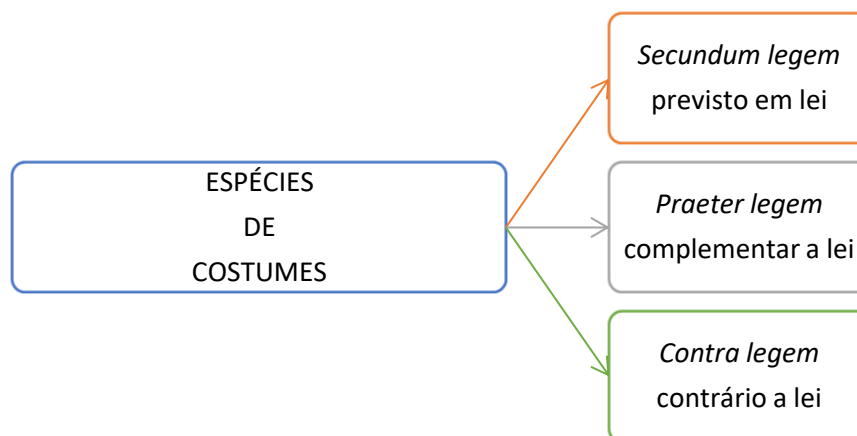 ESPÉCIES
DE
COSTUMES
Secundum legem
previsto em lei
Praeter legem
complementar a lei
Contra legem
contrário a lei